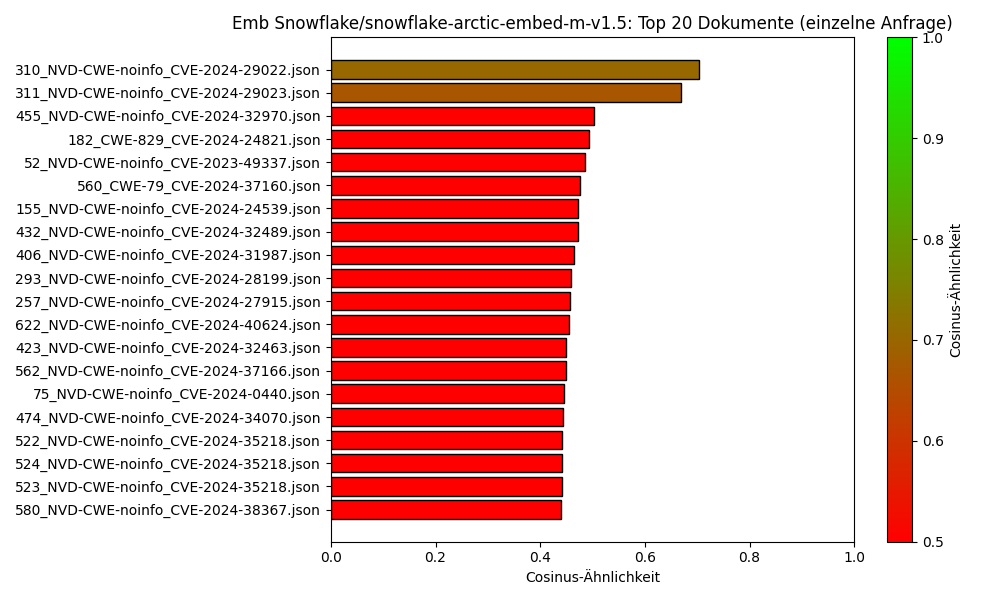 Emb Snowflake/snowflake-arctic-embed-m-v1.5: Top 20 Dokumente (einzelne Anfrage)
310_NVD-CWE-noinfo_CVE-2024-29022.json
311_NVD-CWE-noinfo_CVE-2024-29023.json
455_NVD-CWE-noinfo_CVE-2024-32970.json
182_CWE-829_CVE-2024-24821.json
52_NVD-CWE-noinfo_CVE-2023-49337.json
560_CWE-79_CVE-2024-37160.json
155_NVD-CWE-noinfo_CVE-2024-24539.json
432_NVD-CWE-noinfo_CVE-2024-32489.json
406_NVD-CWE-noinfo_CVE-2024-31987.json
293_NVD-CWE-noinfo_CVE-2024-28199.json
257_NVD-CWE-noinfo_CVE-2024-27915.json
622_NVD-CWE-noinfo_CVE-2024-40624.json
423_NVD-CWE-noinfo_CVE-2024-32463.json
562_NVD-CWE-noinfo_CVE-2024-37166.json
75_NVD-CWE-noinfo_CVE-2024-0440.json
474_NVD-CWE-noinfo_CVE-2024-34070.json
522_NVD-CWE-noinfo_CVE-2024-35218.json
524_NVD-CWE-noinfo_CVE-2024-35218.json
523_NVD-CWE-noinfo_CVE-2024-35218.json
580_NVD-CWE-noinfo_CVE-2024-38367.json
0.0 0.2 0.4 0.6 0.8 1.0
Cosinus-Ähnlichkeit
1.0
0.9
0.8
0.7
0.6
0.5
Cosinus-Ähnlichkeit